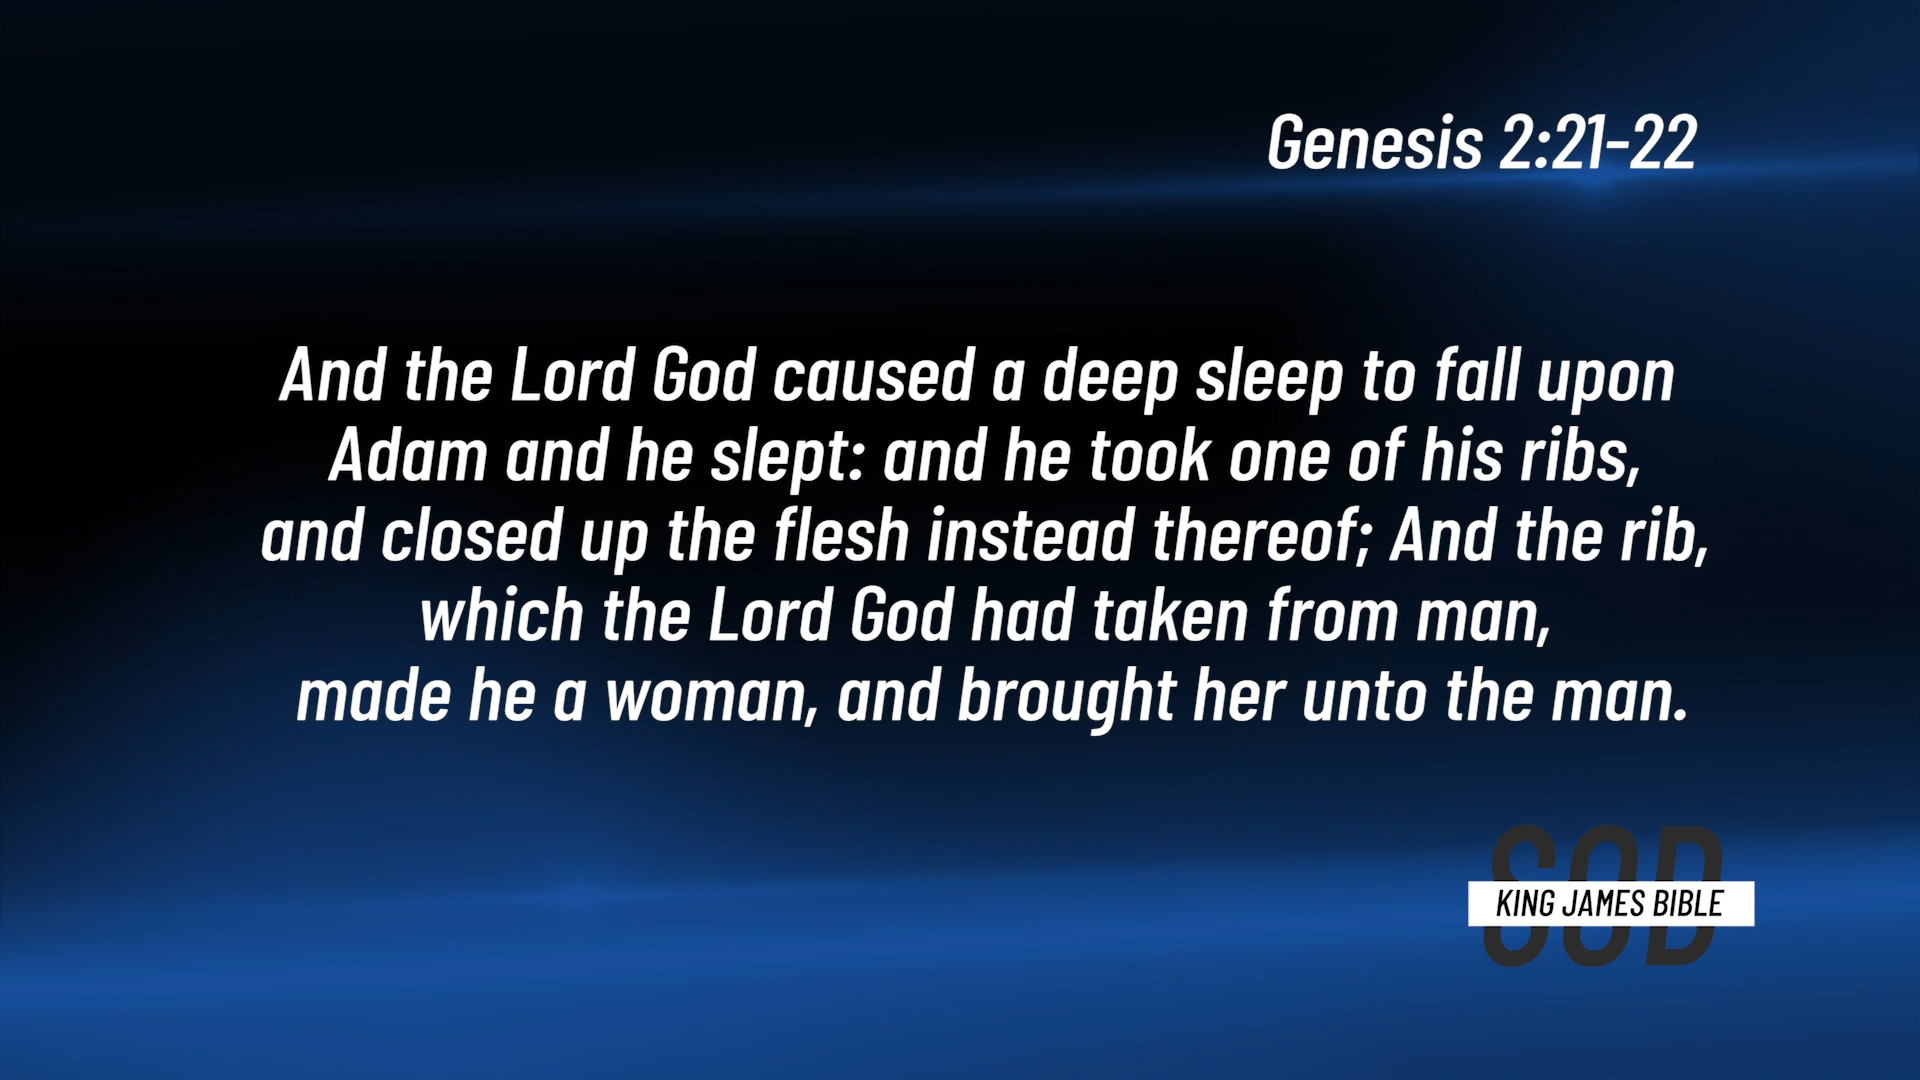 Genesis 2:21-22
And the Lord God caused a deep sleep to fall upon
Adam and he slept: and he took one of his ribs,
and closed up the flesh instead thereof; And the rib,
which the Lord God had taken from man,
made he a woman, and brought her unto the man.
SOD
KING JAMES BIBLE